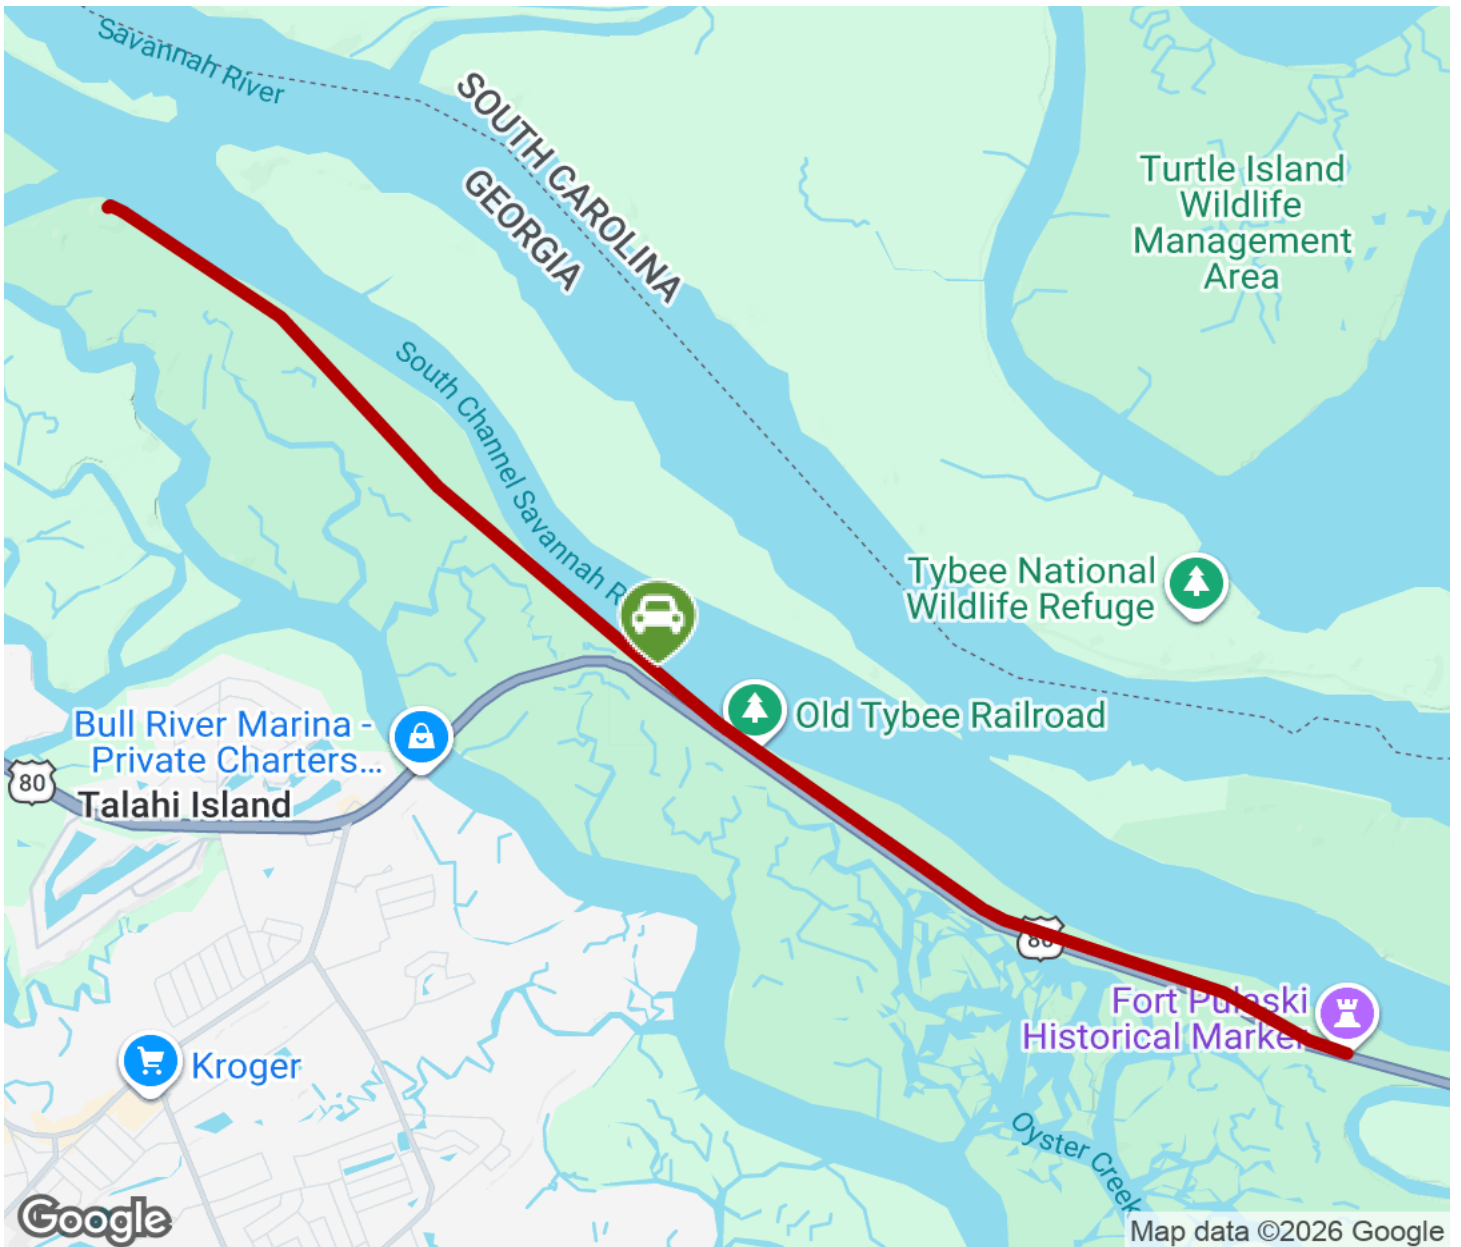 Savannah River
SOUTH CAROLINA
GEORGIA
Turtle Island
Wildlife
Management
Area
South Channel Savannah R
Tybee National
Wildlife Refuge
Old Tybee Railroad
Bull River Marina -
Private Charters...
80
Talahi Island
80
Fort Pulaski
Historical Marker
Kroger
Oyster Creek
Google
Map data ©2026 Google